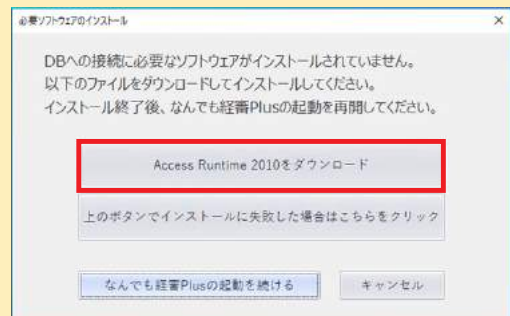 必要ソフトウェアのインストール
DBへの接続に必要なソフトウェアがインストールされていません。
以下のファイルをダウンロードしてインストールしてください。
インストール終了後、なんでも経審Plusの起動を再開してください。
Access Runtime 2010をダウンロード
上のボタンでインストールに失敗した場合はこちらをクリック
なんでも経審Plusの起動を続ける
キャンセル